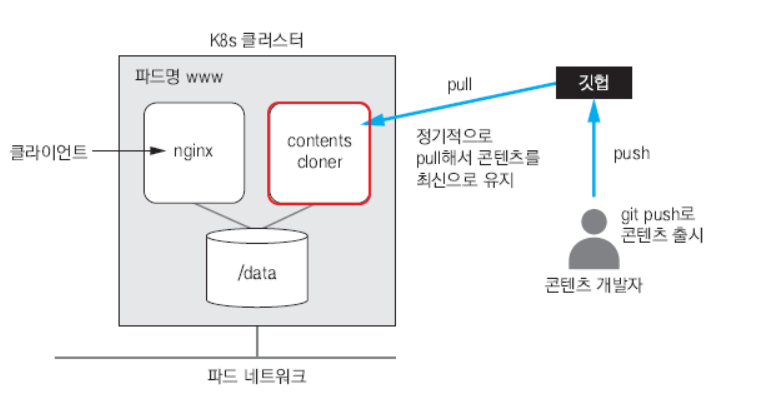 K8s 클러스터
파드명 www
클라이언트
nginx
contents
cloner
/data
파드 네트워크
pull
정기적으로
pull해서 콘텐츠를
최신으로 유지
깃헙
push
git push로
콘텐츠 출시
콘텐츠 개발자